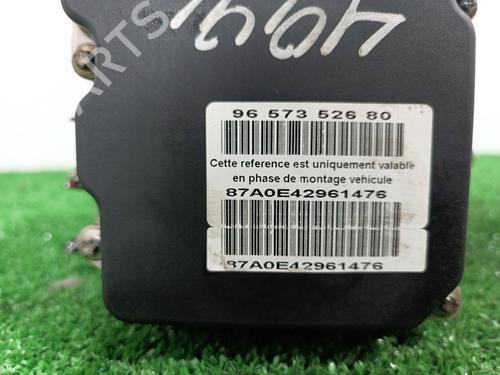 96 573 526 80
Cette reference est uniquement valable
en phase de montage vehicule
87A0E42961476
87A0E42961476